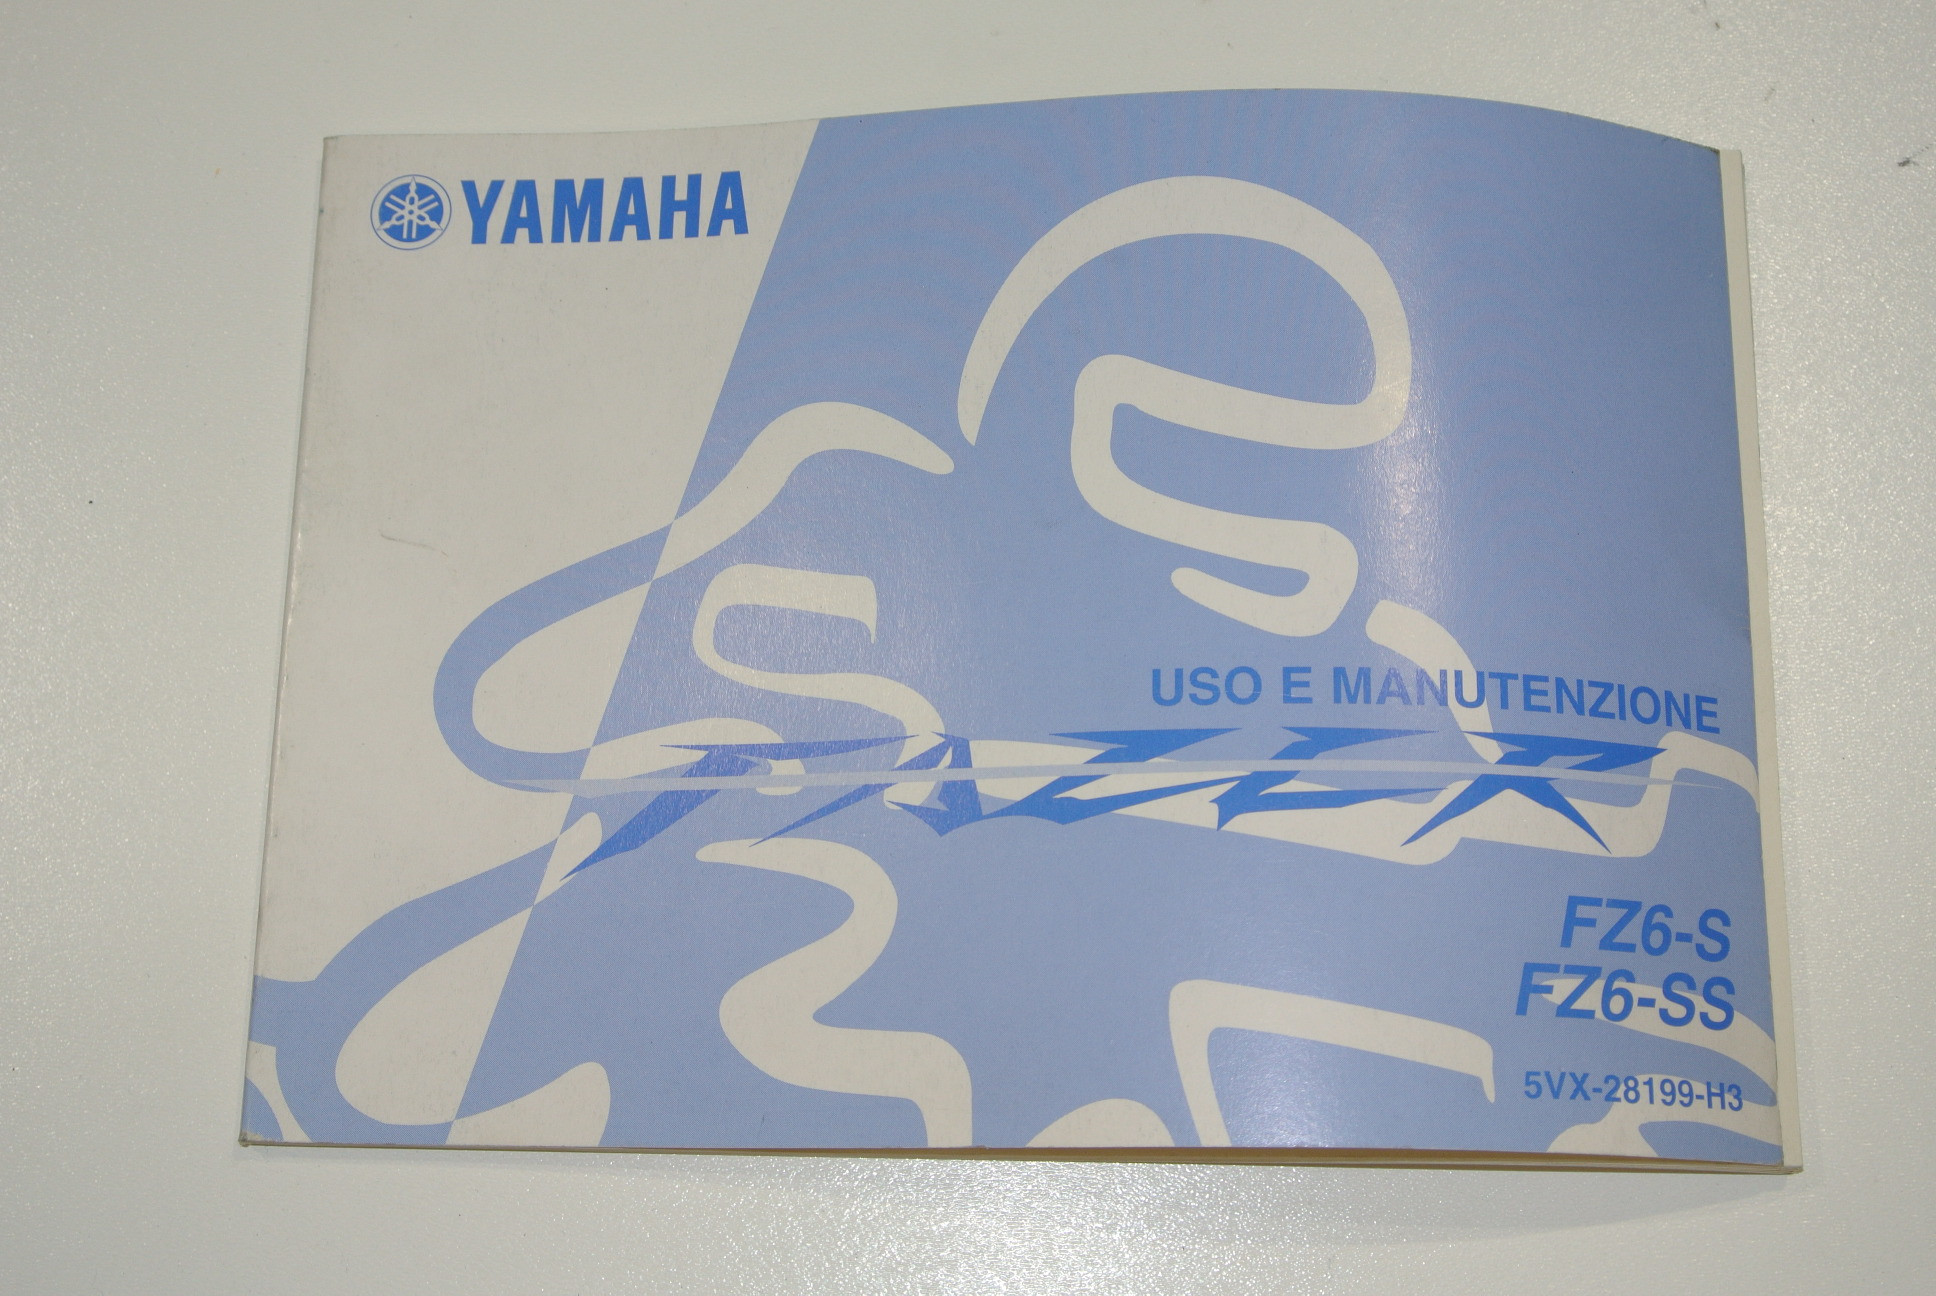 YAMAHA
USO E MANUTENZIONE
FAZER
FZ6-S
FZ6-SS
5VX-28199-H3